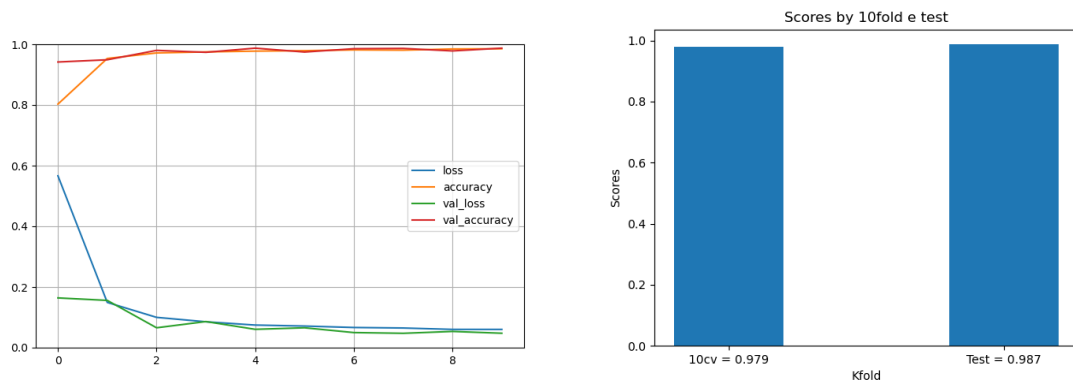 1.0
0.8
0.6
0.4
0.2
0.0
0
2
4
6
8
loss
accuracy
val_loss
val_accuracy
Scores by 10fold e test
1.0
0.8
0.6
0.4
0.2
0.0
Scores
10cv = 0.979
Test = 0.987
Kfold